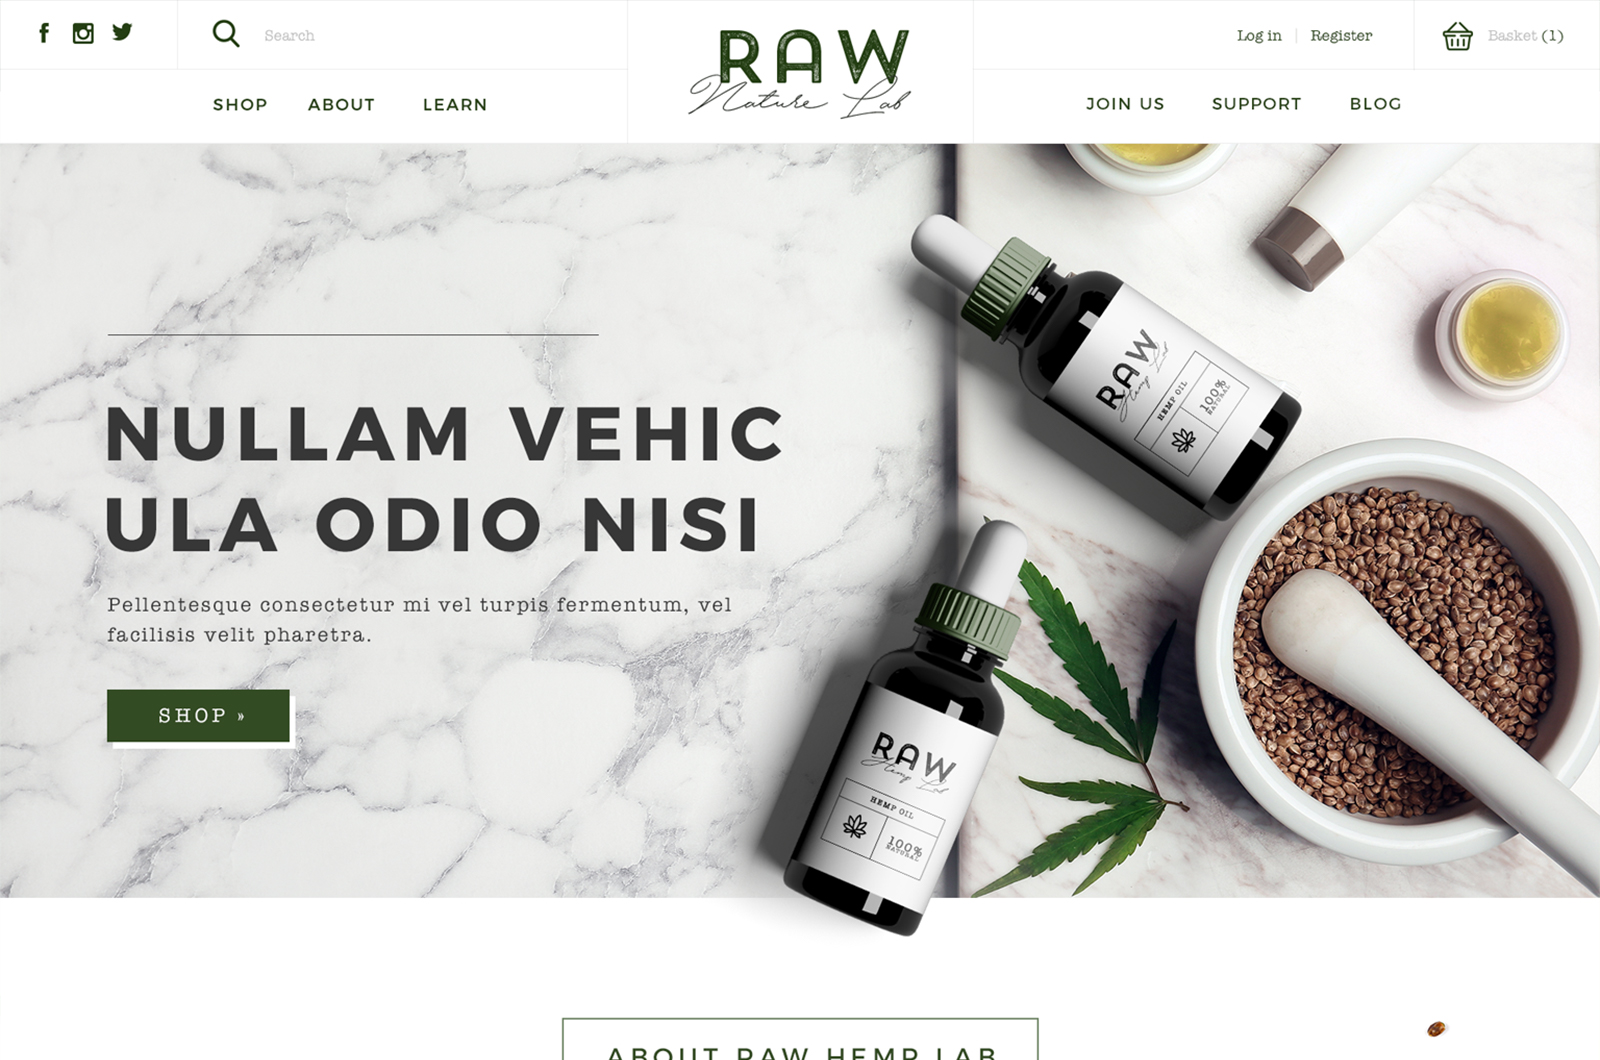 Search
RAW
Nature Lab
Log in
Register
Basket (1)
SHOP
ABOUT
LEARN
JOIN US
SUPPORT
BLOG
NULLAM VEHIC
ULA ODIO NISI
Pellentesque consectetur mi vel turpis fermentum, vel
facilisis velit pharetra.
SHOP »
RAW
Hemp Lab
HEMP OIL
100%
NATURAL
RAW
Hemp Lab
HEMP OIL
100%
NATURAL
ABOUT RAW HEMP LAB